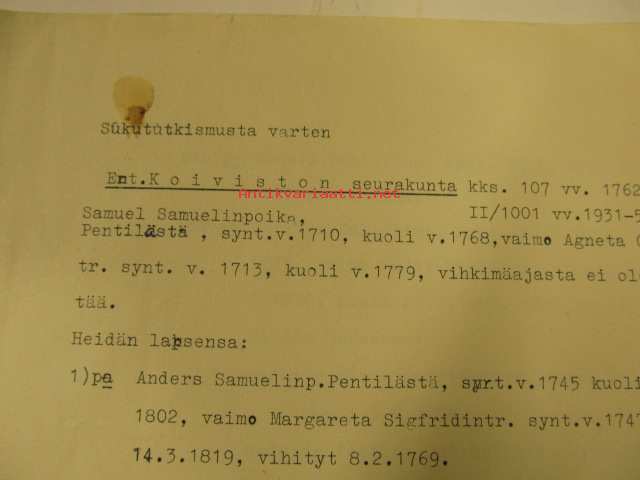 Sukututkismusta varten
Ent.K o i v i s t o n seurakunta kks. 107 vv. 1762
Antikvariaatti.net
Samuel Samuelinpoika, II/1001 vv.1931-5
Pentilästä , synt.v.1710, kuoli v.1768,vaimo Agneta
tr. synt. v. 1713, kuoli v.1779, vihkimäajasta ei ol
tää.
Heidän lapsensa:
1)pa Anders Samuelinp.Pentilästä, synt.v.1745 kuoli
1802, vaimo Margareta Sigfridintr. synt.v.1747
14.3.1819, vihityt 8.2.1769.